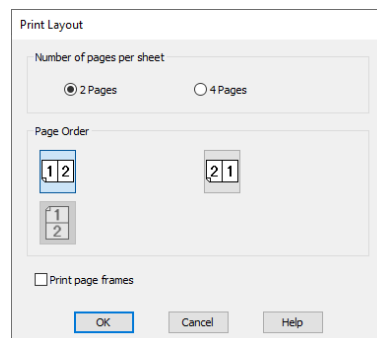 Print Layout
Number of pages per sheet
2 Pages
4 Pages
Page Order
1 2
2 1
1
2
Print page frames
OK
Cancel
Help